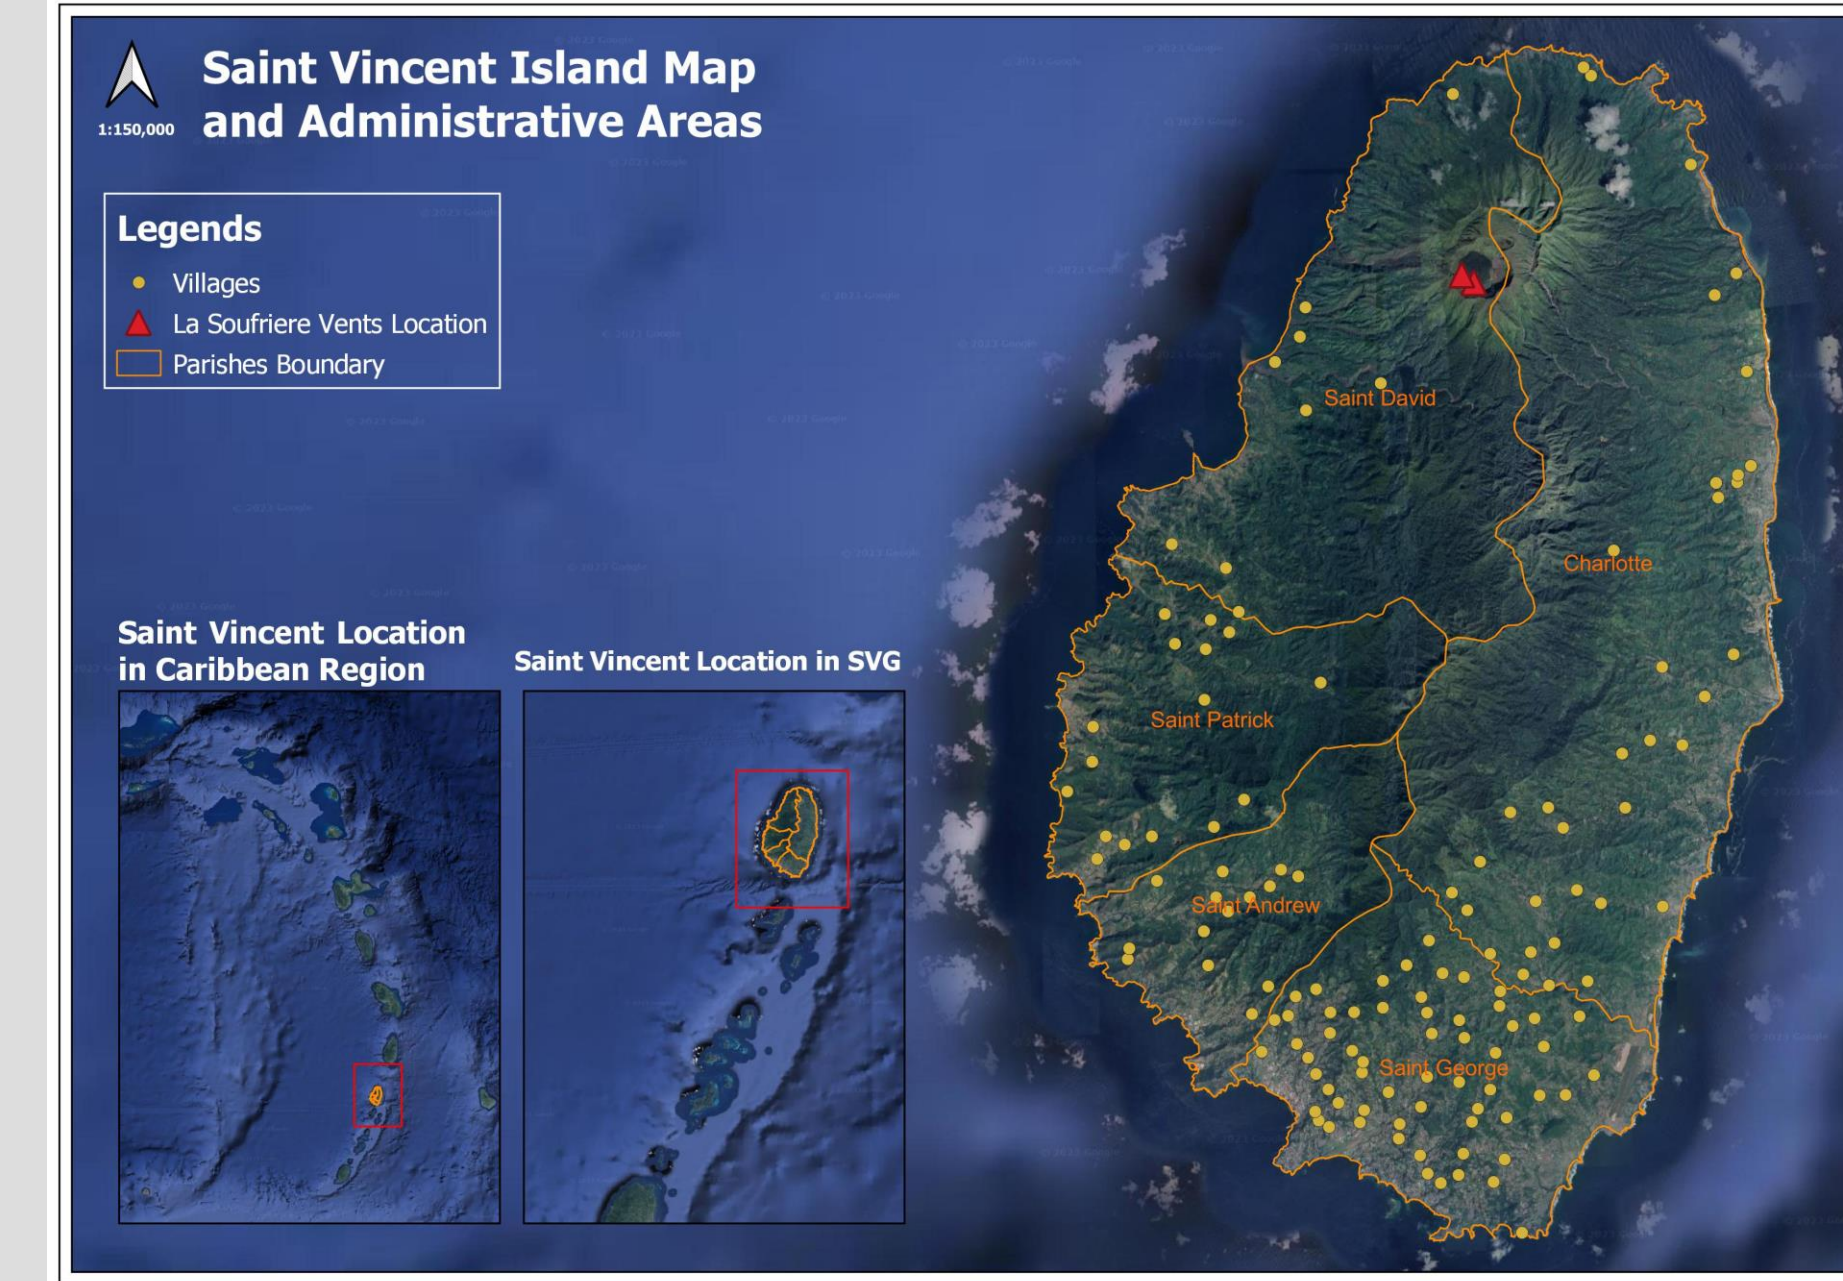 Saint Vincent Island Map
and Administrative Areas
1:150,000
Legends
Villages
La Soufriere Vents Location
Parishes Boundary
Saint David
Charlotte
Saint Patrick
Saint Andrew
Saint George
Saint Vincent Location
in Caribbean Region
Saint Vincent Location in SVG
© 2023 Google